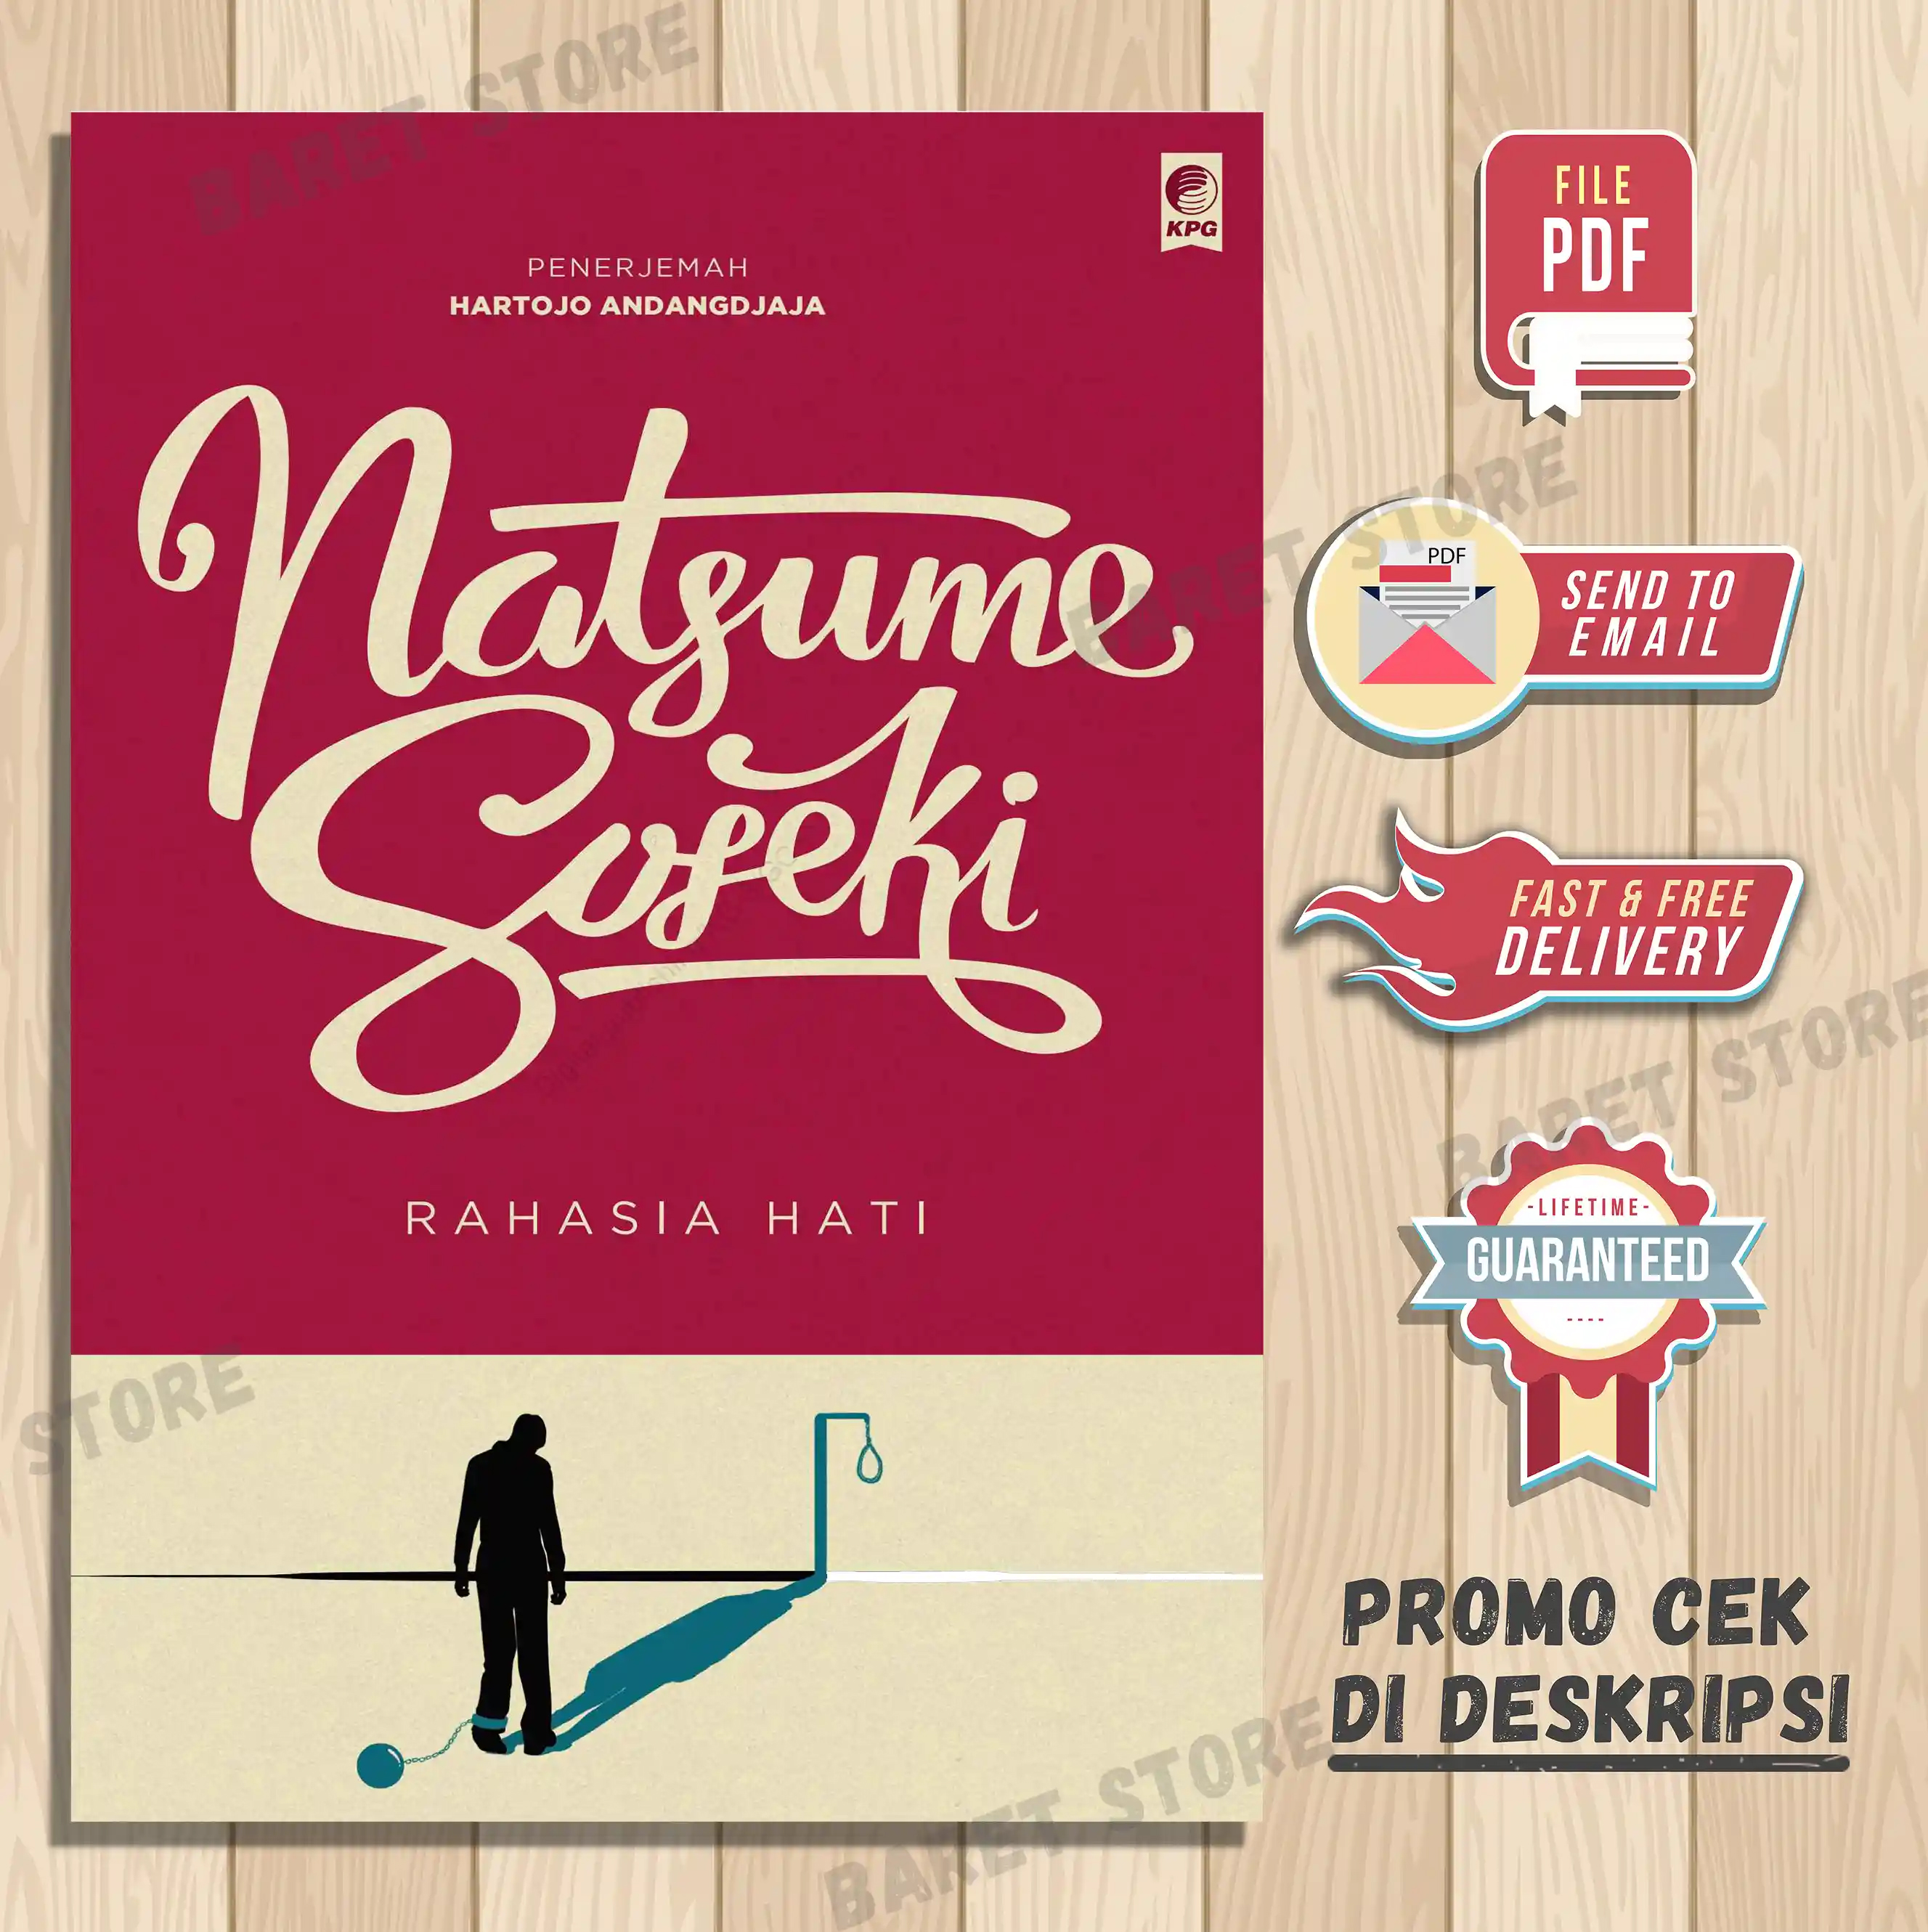 BARET STORE
KPG
PENERJEMAH
HARTOJO ANDANGDJAJA
Natsume
Soseki
RAHASIA HATI
FILE
PDF
BARET STORE
PDF
SEND TO
EMAIL
FAST & FREE
DELIVERY
BARET STORE
-LIFETIME-
GUARANTEED
STORE
PROMO CEK
DI DESKRIPSI
BARET STORE